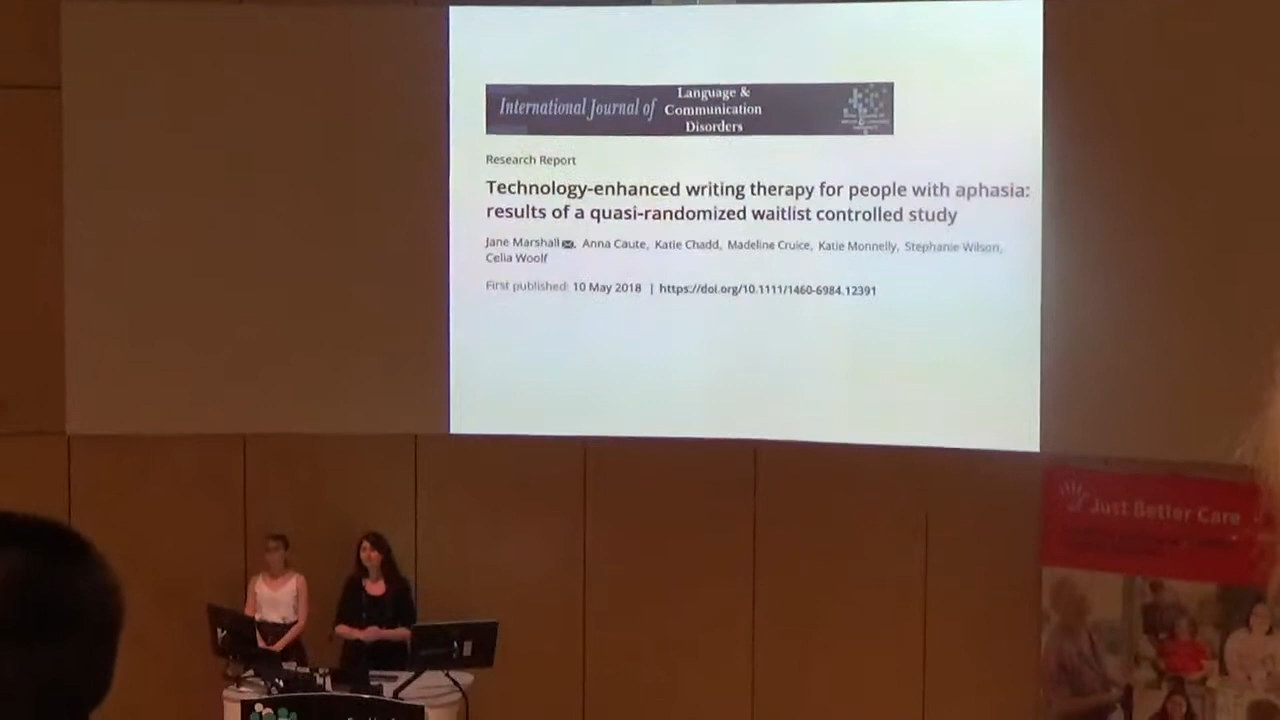 International Journal of
Language &
Communication
Disorders
Research Report
Technology-enhanced writing therapy for people with aphasia:
results of a quasi-randomized waitlist controlled study
Jane Marshall, Anna Caute, Katie Chadd, Madeline Cruice, Katie Monnelly, Stephanie Wilson,
Celia Woolf
First published: 10 May 2018 | https://doi.org/10.1111/1460-6984.12391
Just Better Care